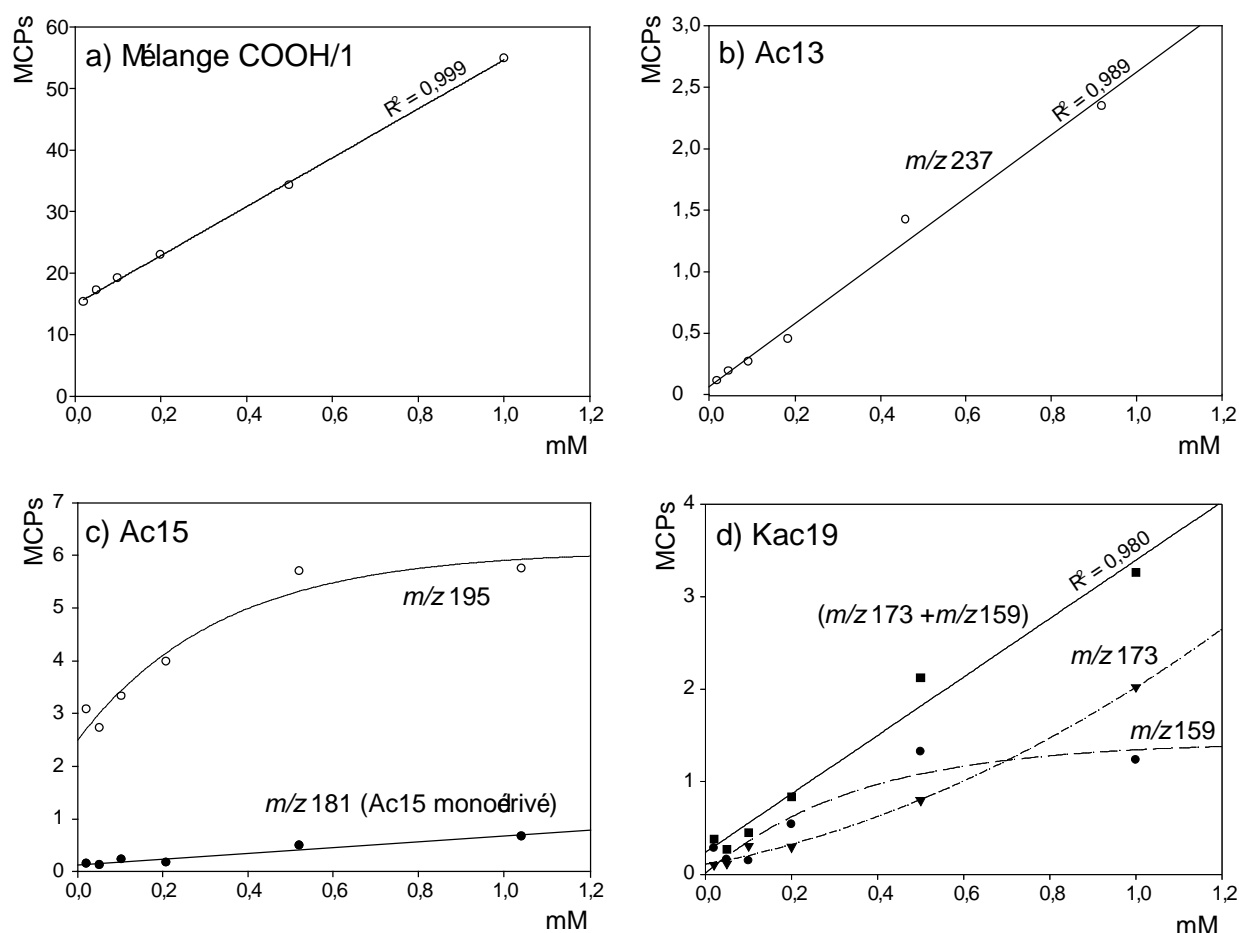 MCPs
a) Mélange COOH/1
R² = 0,999
60
50
40
30
20
10
0
0,0 0,2 0,4 0,6 0,8 1,0 1,2
mM
MCPs
b) Ac13
R² = 0,989
m/z 237
3,0
2,5
2,0
1,5
1,0
0,5
0
0,0 0,2 0,4 0,6 0,8 1,0 1,2
mM
MCPs
c) Ac15
m/z 195
m/z 181 (Ac15 monodérivé)
7
6
5
4
3
2
1
0
0,0 0,2 0,4 0,6 0,8 1,0 1,2
mM
MCPs
d) Kac19
R² = 0,980
(m/z 173 + m/z 159)
m/z 173
m/z 159
4
3
2
1
0
0,0 0,2 0,4 0,6 0,8 1,0 1,2
mM